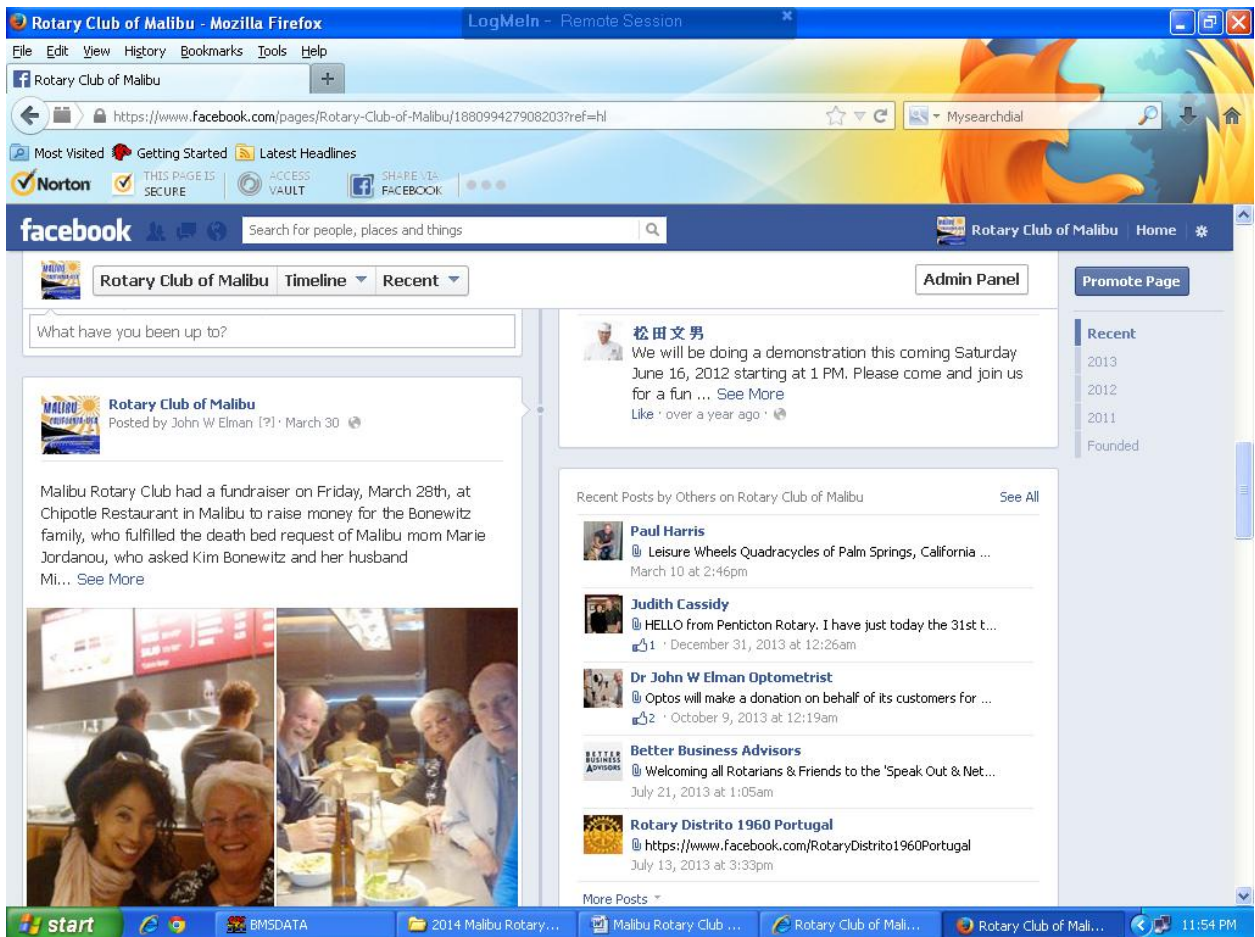 Rotary Club of Malibu - Mozilla Firefox
LogMeIn - Remote Session
File Edit View History Bookmarks Tools Help
Rotary Club of Malibu
https://www.facebook.com/pages/Rotary-Club-of-Malibu/188099427908203?ref=hl
Mysearchdial
Most Visited Getting Started Latest Headlines
Norton THIS PAGE IS SECURE ACCESS VAULT SHARE VIA FACEBOOK
facebook Search for people, places and things Rotary Club of Malibu Home
Rotary Club of Malibu Timeline Recent Admin Panel Promote Page
What have you been up to?
Rotary Club of Malibu
Posted by John W Elman [?] · March 30
Malibu Rotary Club had a fundraiser on Friday, March 28th, at
Chipotle Restaurant in Malibu to raise money for the Bonewitz
family, who fulfilled the death bed request of Malibu mom Marie
Jordanou, who asked Kim Bonewitz and her husband
Mi... See More
松田文男
We will be doing a demonstration this coming Saturday
June 16, 2012 starting at 1 PM. Please come and join us
for a fun ... See More
Like · over a year ago ·
Recent Posts by Others on Rotary Club of Malibu See All
Paul Harris
Leisure Wheels Quadracycles of Palm Springs, California ...
March 10 at 2:46pm
Judith Cassidy
HELLO from Penticton Rotary. I have just today the 31st t...
1 · December 31, 2013 at 12:26am
Dr John W Elman Optometrist
Optos will make a donation on behalf of its customers for ...
2 · October 9, 2013 at 12:19am
BETTER BUSINESS ADVISORS
Better Business Advisors
Welcoming all Rotarians & Friends to the 'Speak Out & Net...
July 21, 2013 at 1:05am
Rotary Distrito 1960 Portugal
https://www.facebook.com/RotaryDistrito1960Portugal
July 13, 2013 at 3:33pm
More Posts
Recent
2013
2012
2011
Founded
start BMSDATA 2014 Malibu Rotary... Malibu Rotary Club ... Rotary Club of Mali... Rotary Club of Mali... 11:54 PM